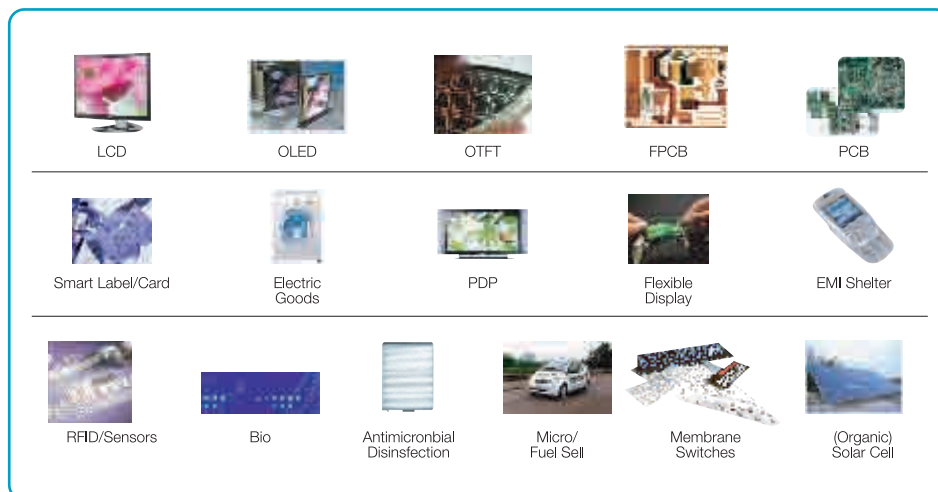 LCD
OLED
OTFT
FPCB
PCB
Smart Label/Card
Electric
Goods
PDP
Flexible
Display
EMI Shelter
RFID/Sensors
Bio
Antimicronbial
Disinsfection
Micro/
Fuel Sell
Membrane
Switches
(Organic)
Solar Cell